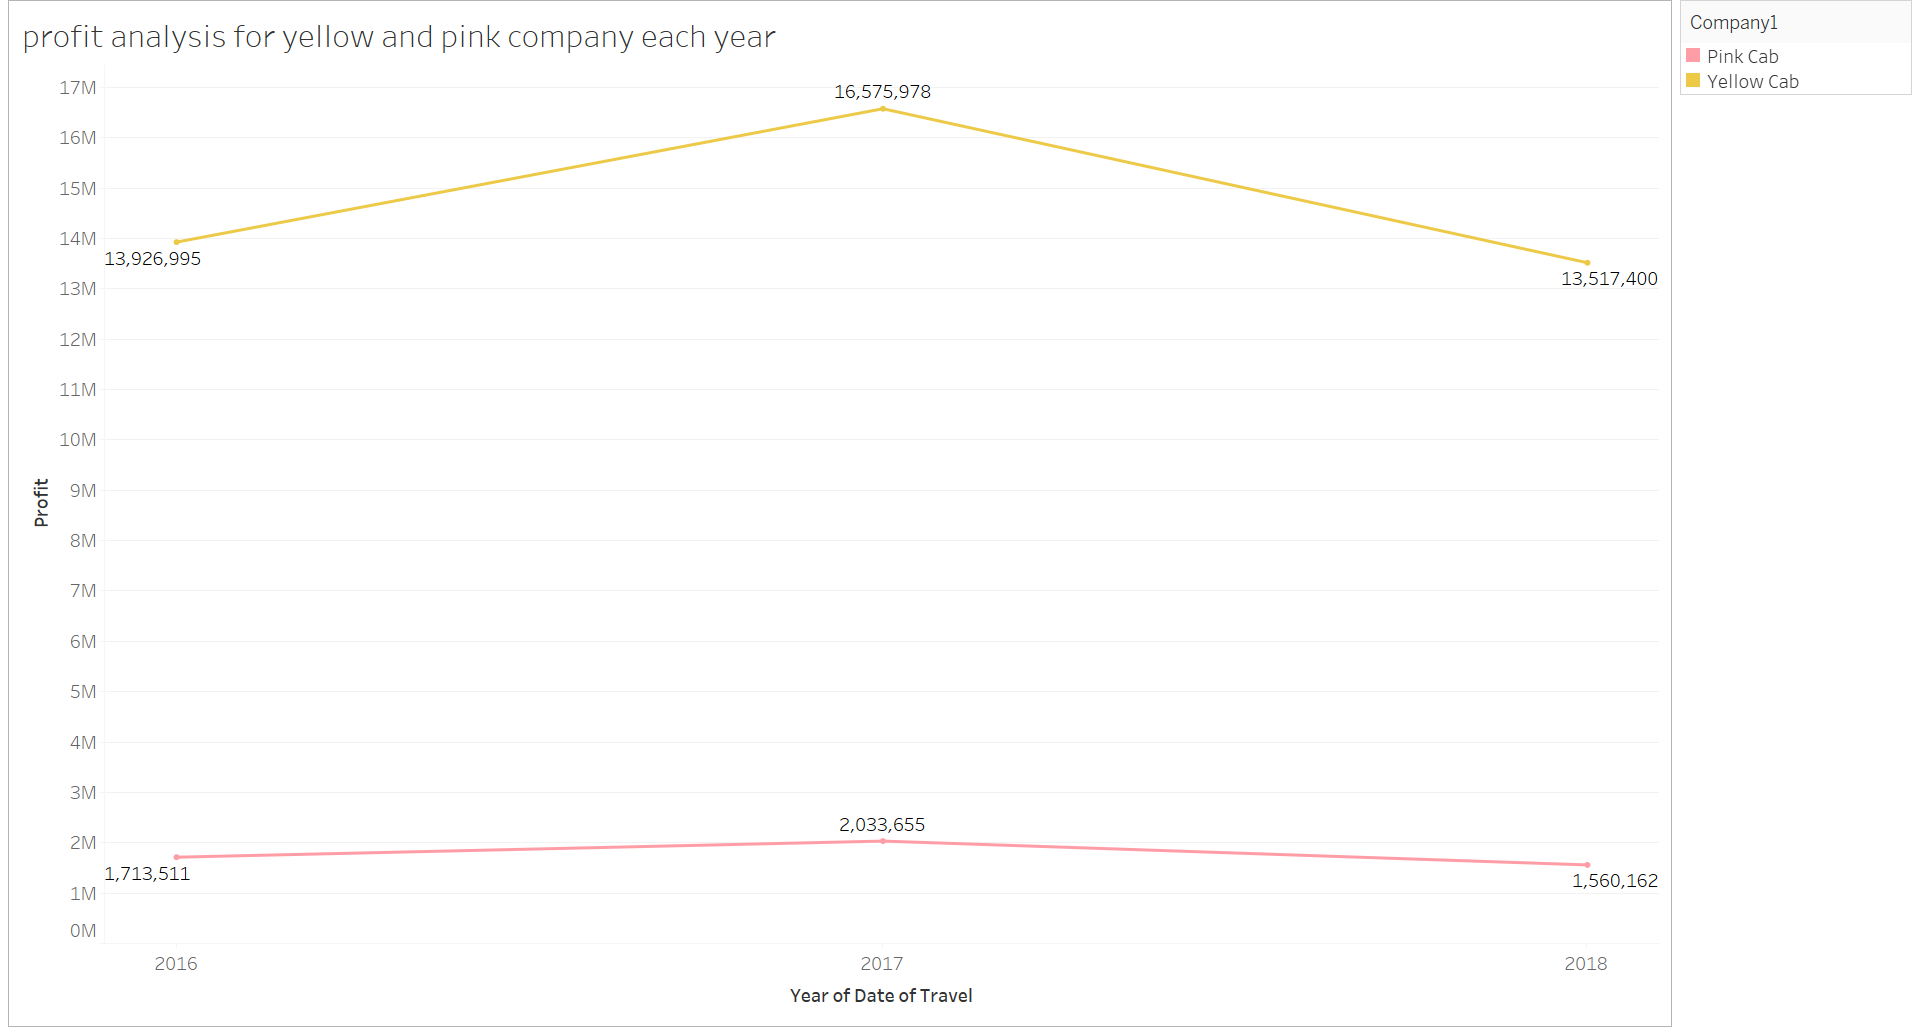 profit analysis for yellow and pink company each year
Company1
Pink Cab
Yellow Cab
Profit
17M
16M
15M
14M
13M
12M
11M
10M
9M
8M
7M
6M
5M
4M
3M
2M
1M
0M
16,575,978
13,926,995
13,517,400
2,033,655
1,713,511
1,560,162
2016
2017
2018
Year of Date of Travel